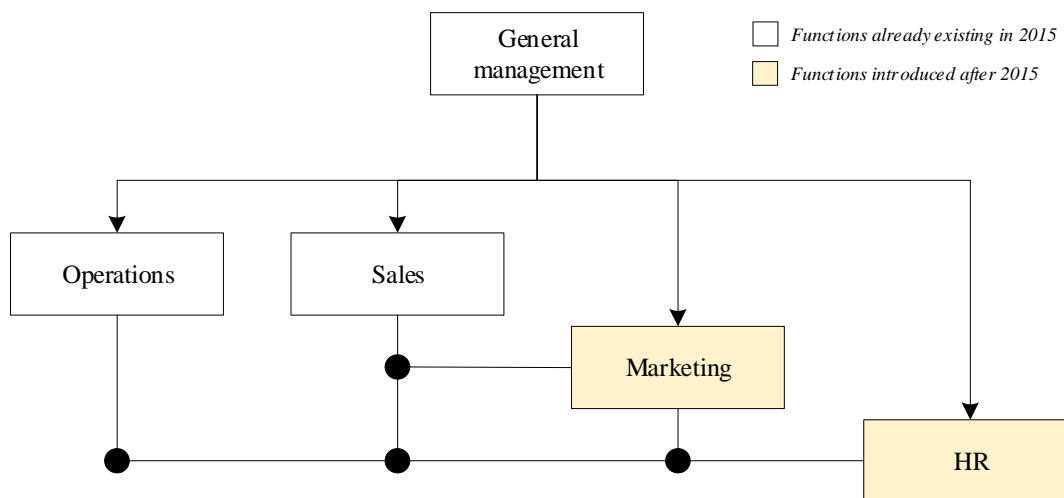 General
management
Functions already existing in 2015
Functions introduced after 2015
Operations
Sales
Marketing
HR